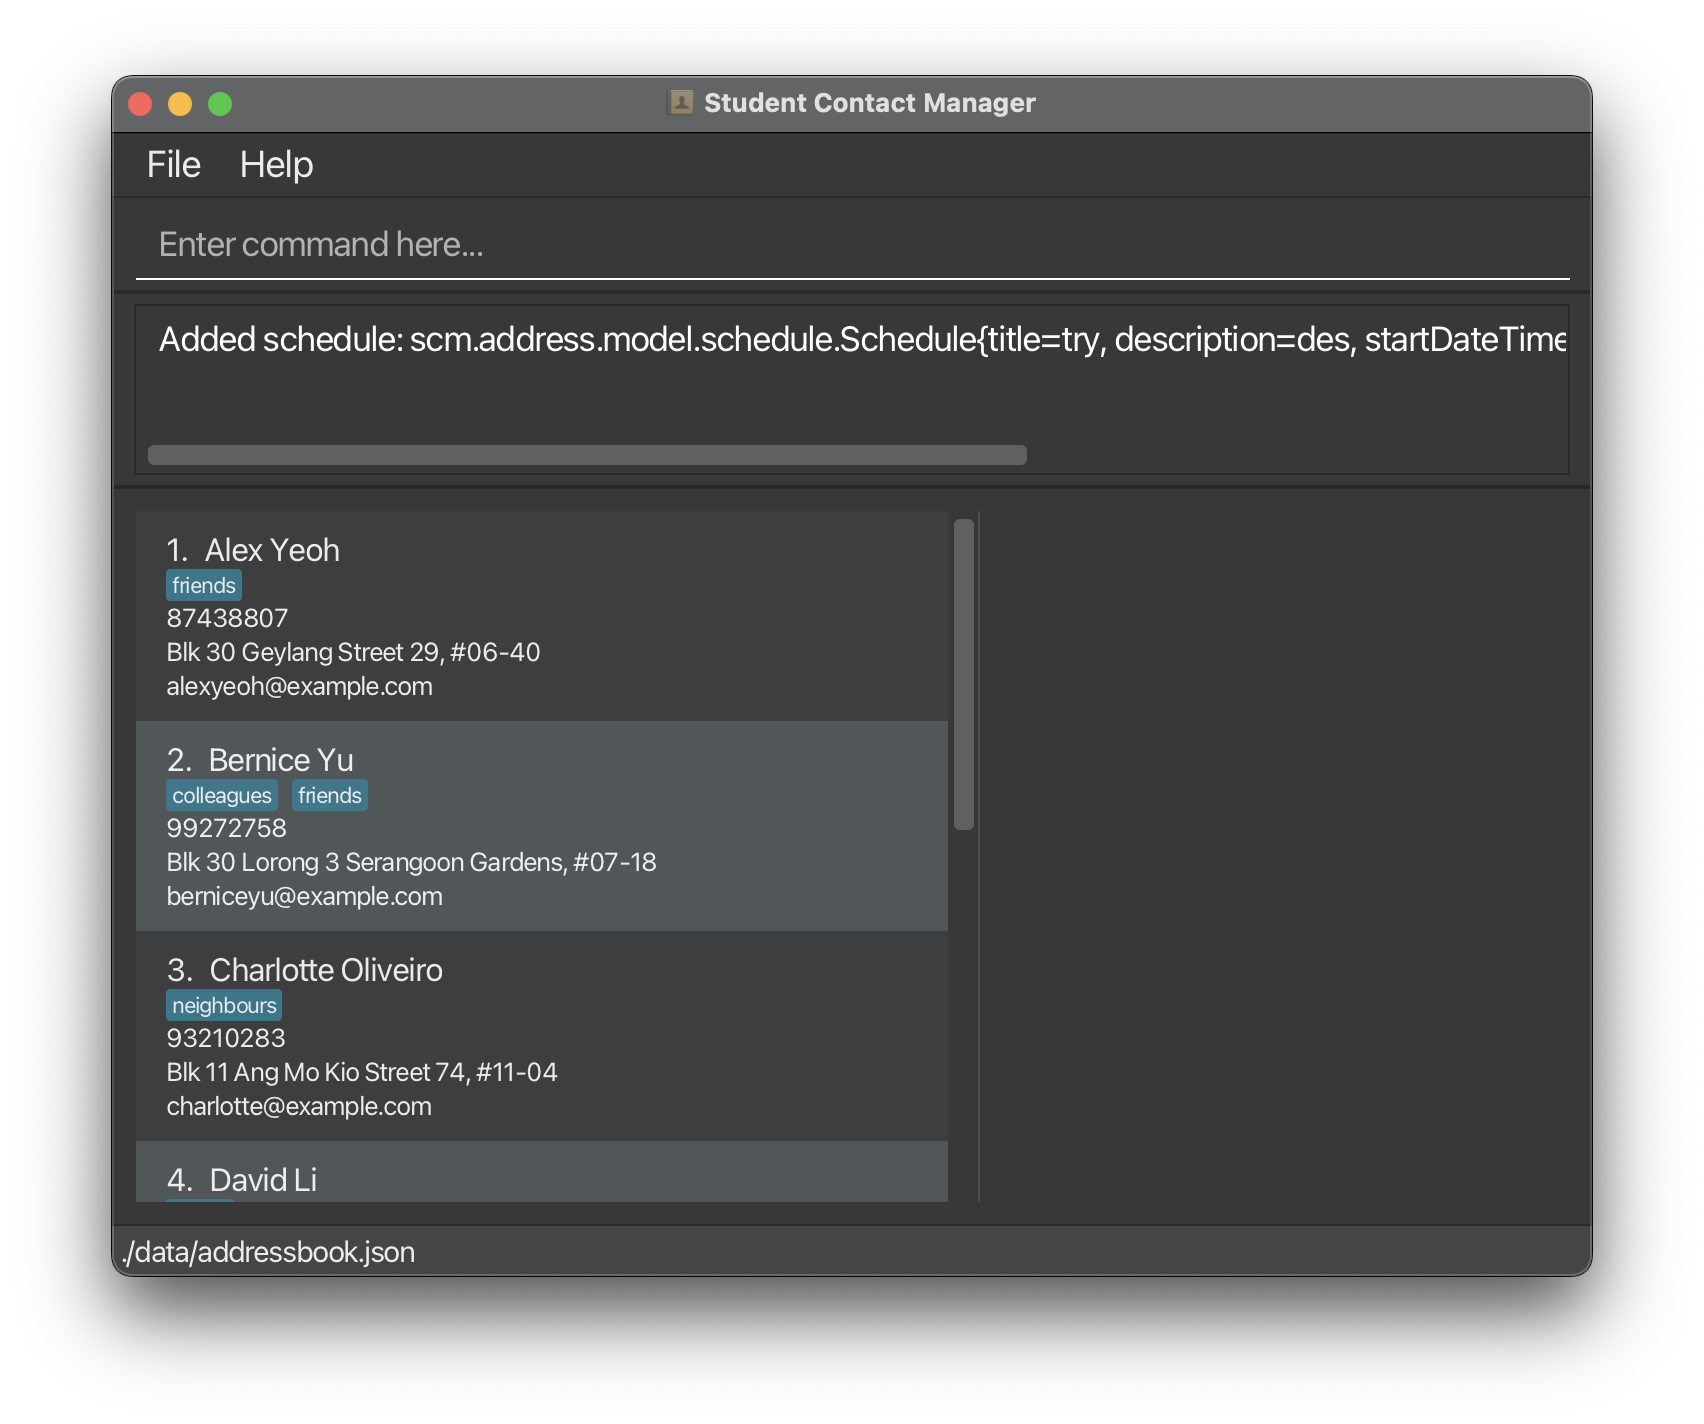 Student Contact Manager
File Help
Enter command here...
Added schedule: scm.address.model.schedule.Schedule{title=try, description=des, startDateTime
1. Alex Yeoh
friends
87438807
Blk 30 Geylang Street 29, #06-40
alexyeoh@example.com
2. Bernice Yu
colleagues friends
99272758
Blk 30 Lorong 3 Serangoon Gardens, #07-18
berniceyu@example.com
3. Charlotte Oliveiro
neighbours
93210283
Blk 11 Ang Mo Kio Street 74, #11-04
charlotte@example.com
4. David Li
./data/addressbook.json